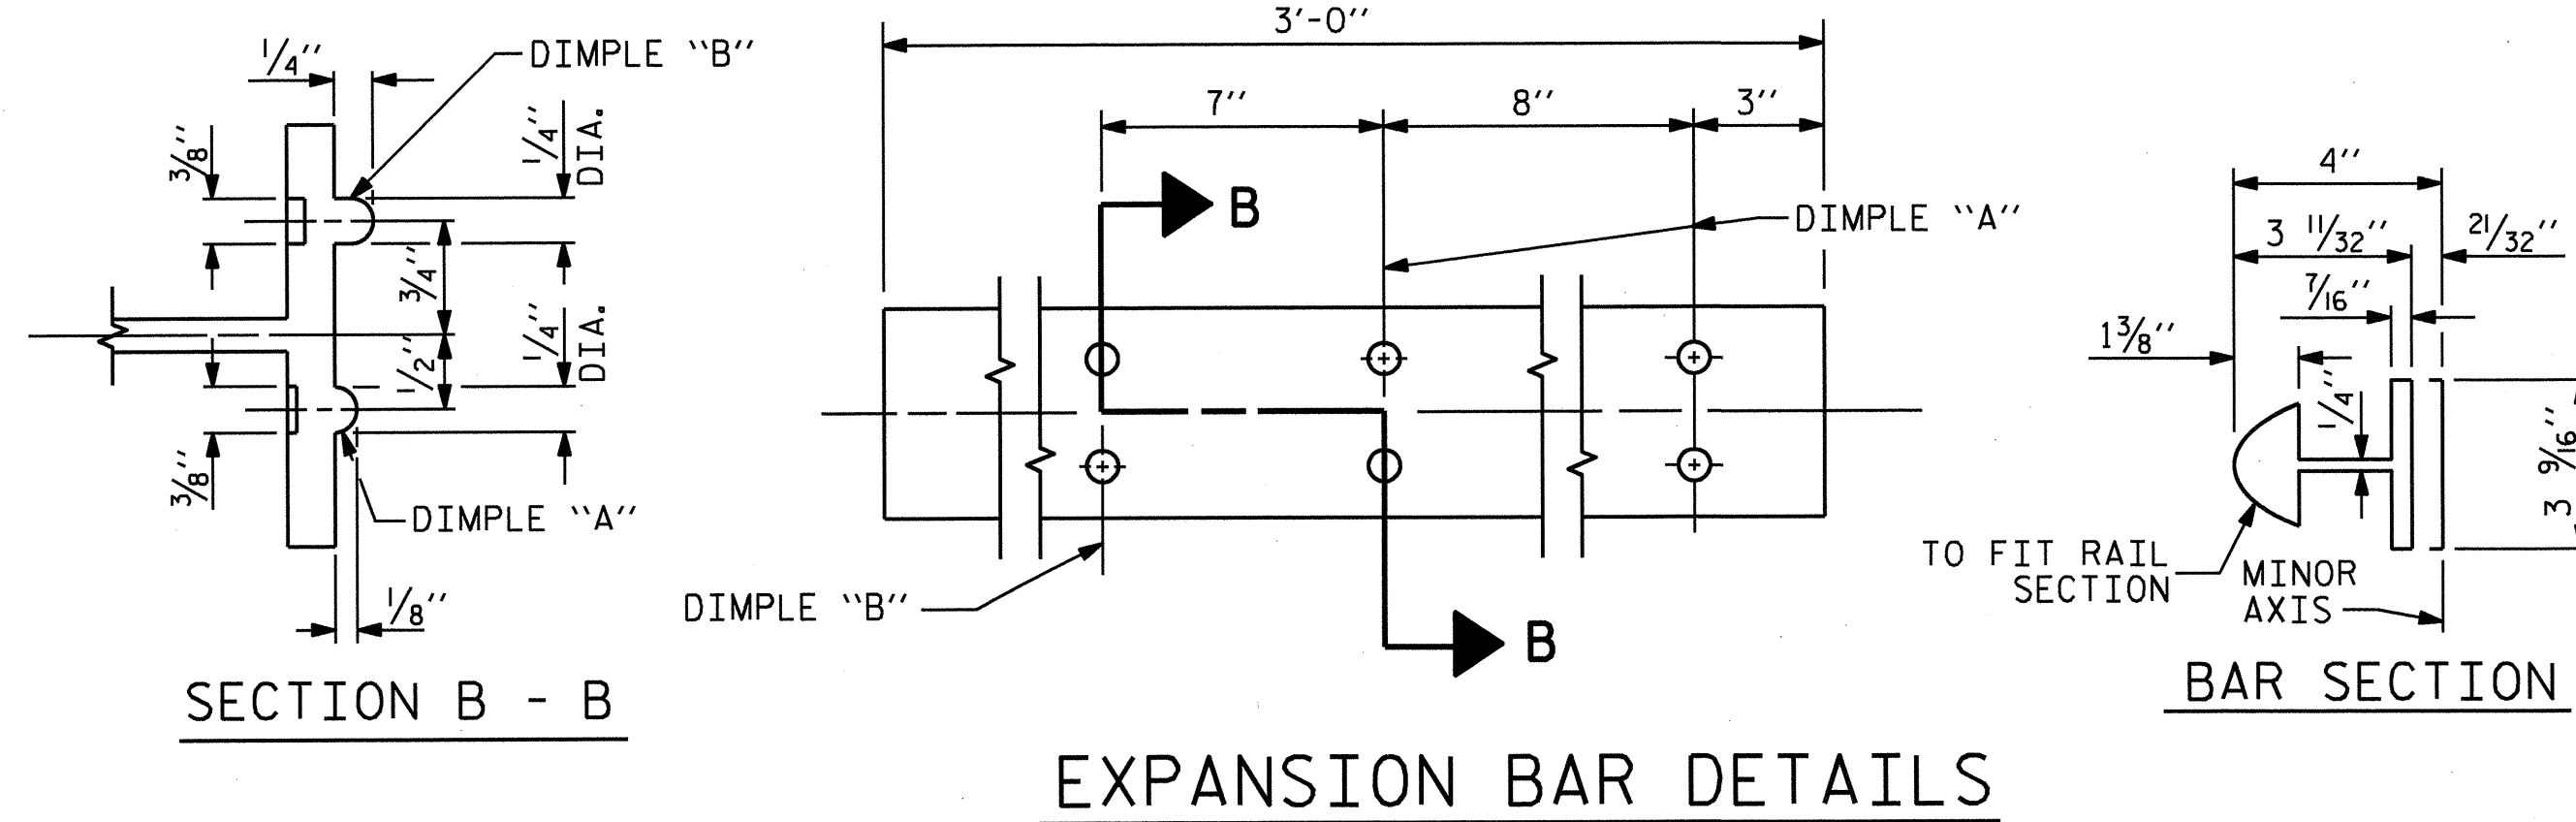 1/4''
DIMPLE ``B''
3/8''
1/4''
DIA.
3/4''
1/2''
1/4''
DIA.
3/8''
DIMPLE ``A''
1/8''
SECTION B - B
3'-0''
7''
8''
3''
B
DIMPLE ``A''
DIMPLE ``B''
B
4''
3 11/32''
21/32''
7/16''
1 3/8''
1/4''
3 9/16''
TO FIT RAIL
SECTION
MINOR
AXIS
BAR SECTION
EXPANSION BAR DETAILS